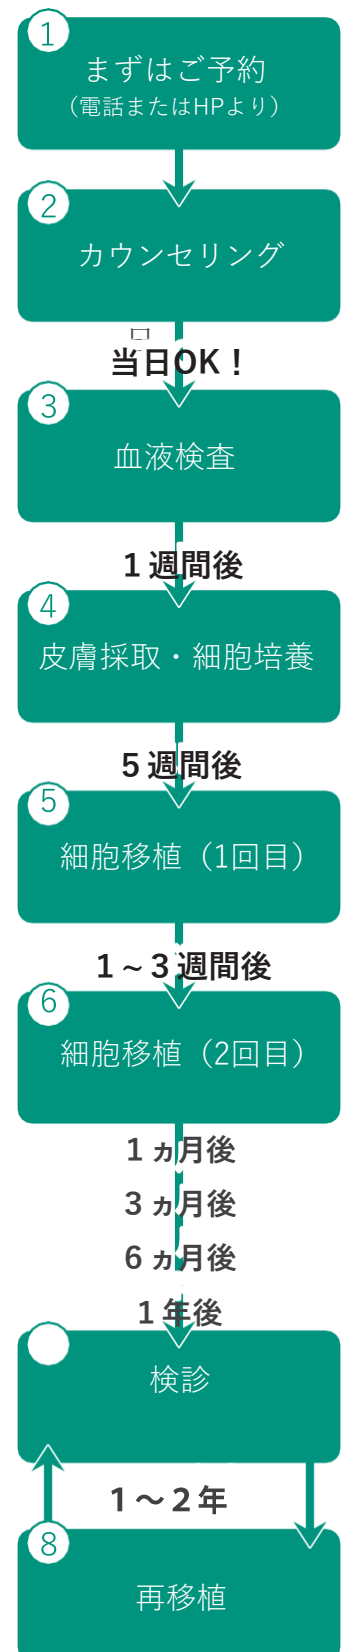 1
まずはご予約
（電話またはHPより）
2
カウンセリング
当日OK！
3
血液検査
１週間後
4
皮膚採取・細胞培養
５週間後
5
細胞移植（1回目）
１~３週間後
6
細胞移植（2回目）
１ヵ月後
３ヵ月後
６ヵ月後
１年後
検診
１～２年
8
再移植